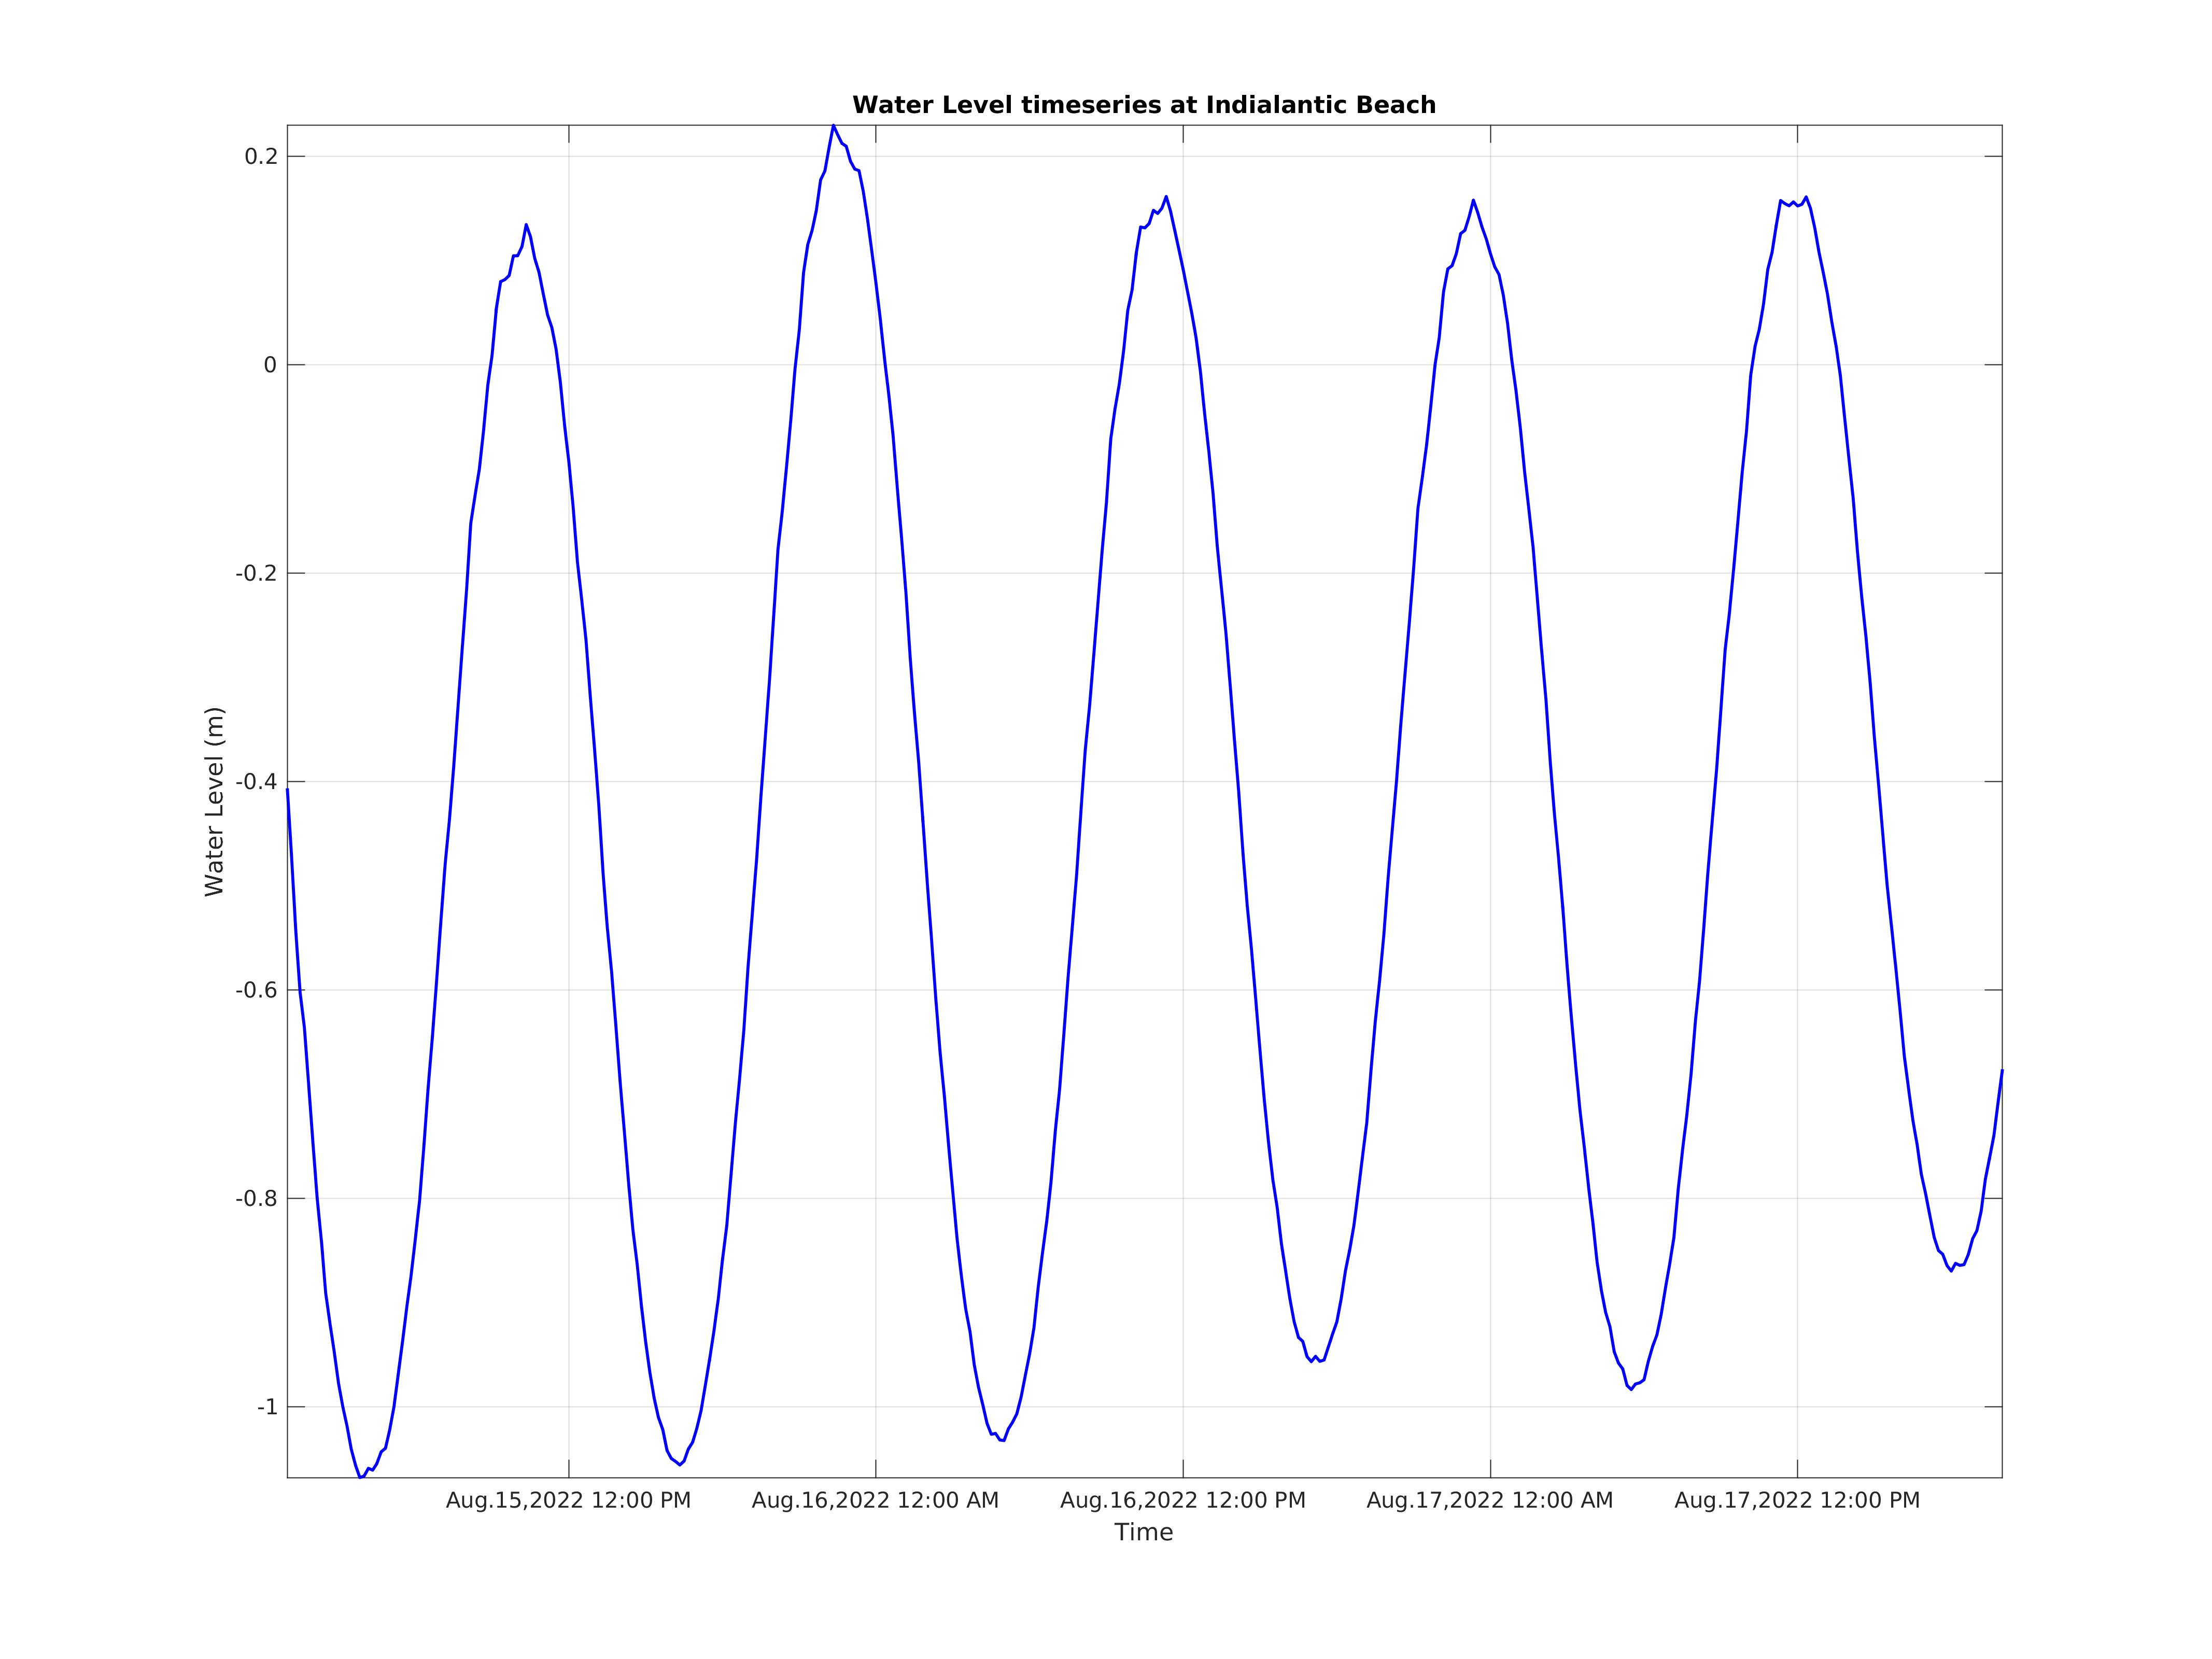 Water Level timeseries at Indialantic Beach
0.2
0
-0.2
-0.4
-0.6
-0.8
-1
Water Level (m)
Aug.15,2022 12:00 PM
Aug.16,2022 12:00 AM
Aug.16,2022 12:00 PM
Aug.17,2022 12:00 AM
Aug.17,2022 12:00 PM
Time